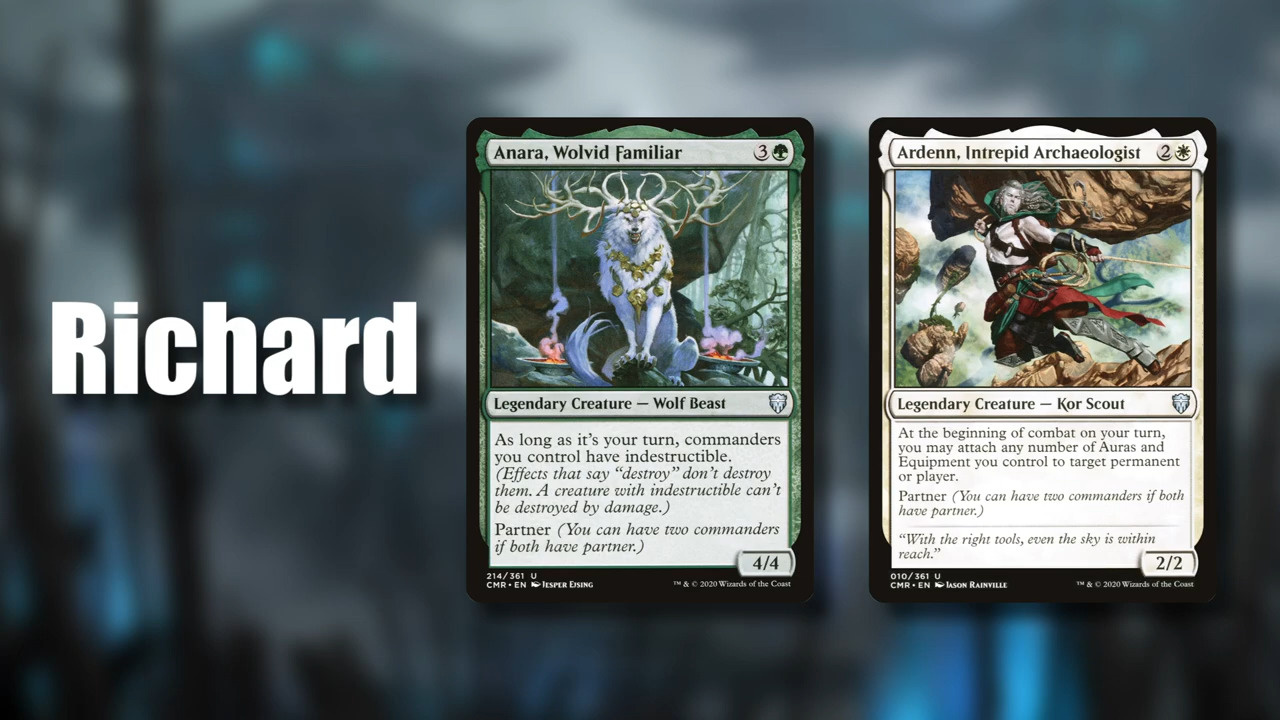 Richard
Anara, Wolvid Familiar 3
Legendary Creature — Wolf Beast
As long as it's your turn, commanders
you control have indestructible.
(Effects that say "destroy" don't destroy
them. A creature with indestructible can't
be destroyed by damage.)
Partner (You can have two commanders
if both have partner.)
4/4
214/361 U
CMR • EN Jesper Ejsing
™ & © 2020 Wizards of the Coast
Ardenn, Intrepid Archaeologist 2
Legendary Creature — Kor Scout
At the beginning of combat on your turn,
you may attach any number of Auras and
Equipment you control to target permanent
or player.
Partner (You can have two commanders if both
have partner.)
"With the right tools, even the sky is within
reach."
2/2
010/361 U
CMR • EN Jason Rainville
™ & © 2020 Wizards of the Coast